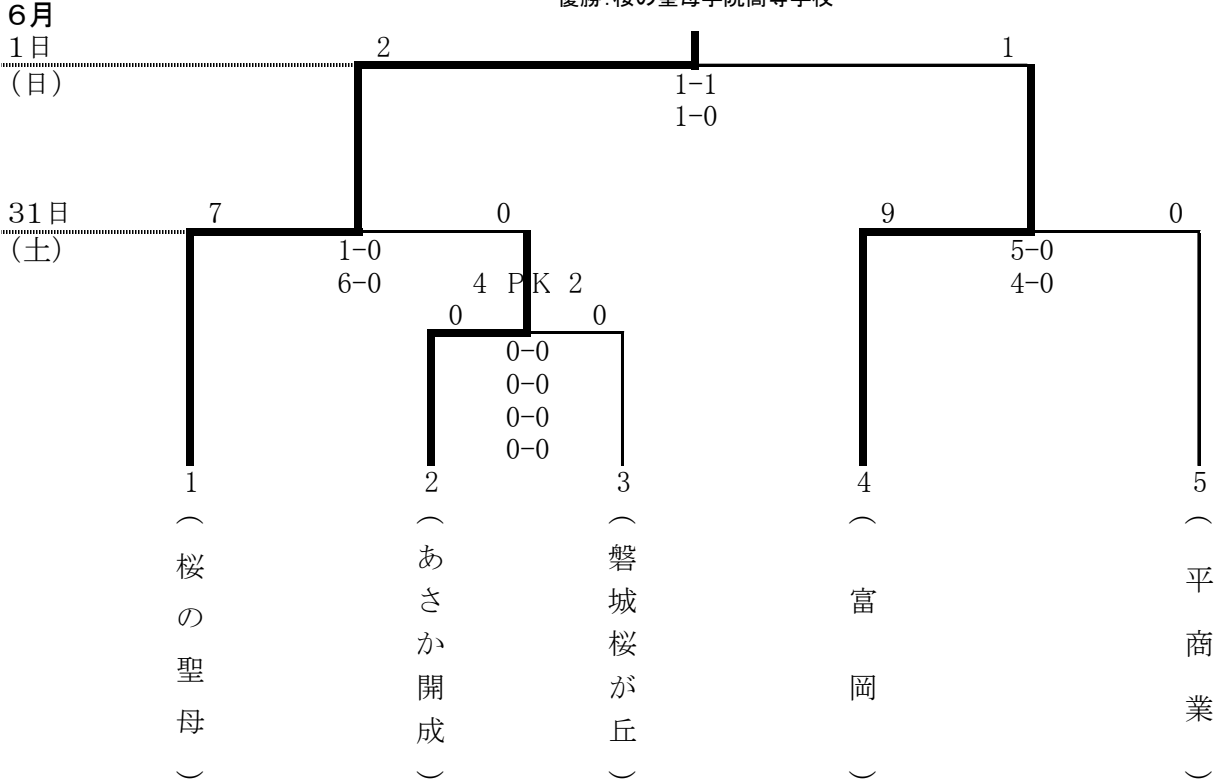 優勝：桜の聖母学院高等学校
６月
１日
２
１
（日）
１−１
１−０
31日
７
０
９
０
（土）
１−０
６−０
５−０
４−０
４ ＰＫ ２
０
０
０−０
０−０
０−０
０−０
１
２
３
４
５
（桜の聖母）
（あさか開成）
（磐城桜が丘）
（富岡）
（平商業）